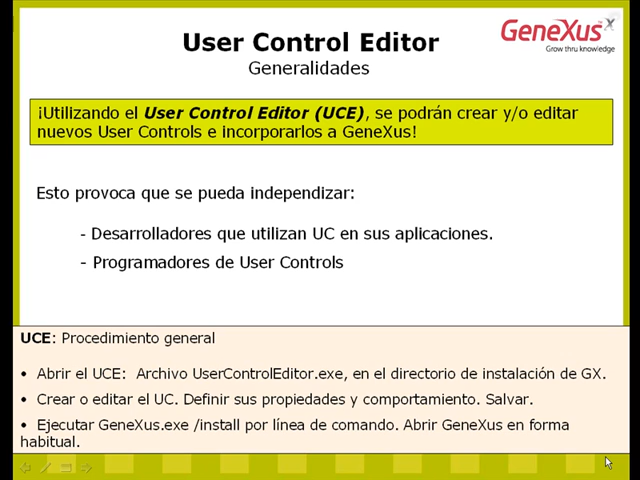 User Control Editor
GeneXus
Grow thru knowledge
Generalidades
¡Utilizando el User Control Editor (UCE), se podrán crear y/o editar
nuevos User Controls e incorporarlos a GeneXus!
Esto provoca que se pueda independizar:
- Desarrolladores que utilizan UC en sus aplicaciones.
- Programadores de User Controls
UCE: Procedimiento general
• Abrir el UCE: Archivo UserControlEditor.exe, en el directorio de instalación de GX.
• Crear o editar el UC. Definir sus propiedades y comportamiento. Salvar.
• Ejecutar GeneXus.exe /install por línea de comando. Abrir GeneXus en forma
habitual.